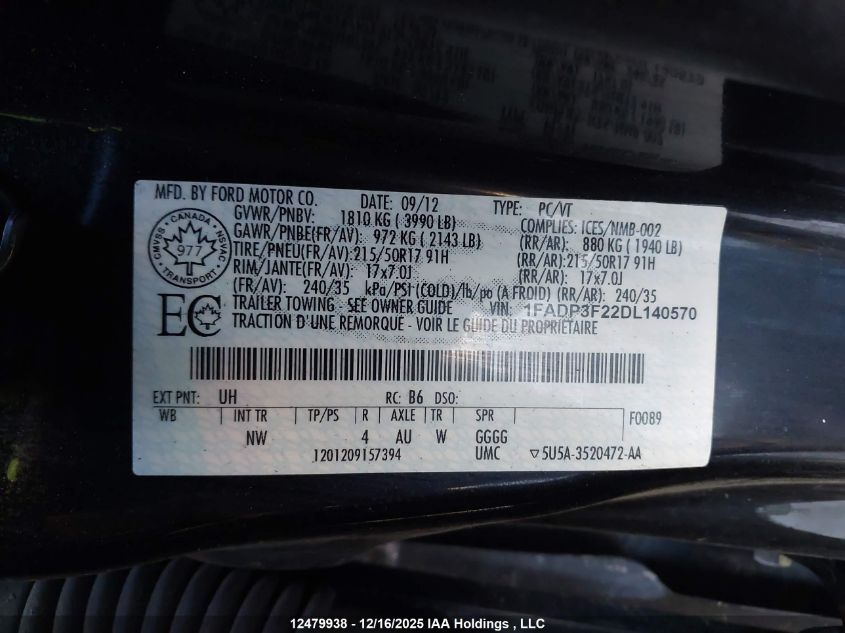 MFD. BY FORD MOTOR CO. DATE: 09/12 TYPE: PC/VT
GVWR/PNBV: 1810 KG ( 3990 LB) COMPLIES: ICES/NMB-002
GAWR/PNBE(FR/AV): 972 KG ( 2143 LB) (RR/AR): 880 KG ( 1940 LB)
TIRE/PNEU(FR/AV):215/50R17 91H (RR/AR):215/50R17 91H
RIM/JANTE(FR/AV): 17x7.0J (RR/AR): 17x7.0J
(FR/AV): 240/35 kPa/PSI (COLD)/lb/po (A FROID) (RR/AR): 240/35
TRAILER TOWING - SEE OWNER GUIDE VIN: 1FADP3F22DL140570
TRACTION D'UNE REMORQUE - VOIR LE GUIDE DU PROPRIÉTAIRE
CANADA
CMVSS 977 NSVAC
TRANSPORT
EC
EXT PNT: UH RC: B6 DSO:
WB INT TR TP/PS R AXLE TR SPR F0089
NW 4 AU W GGGG
1201209157394 UMC ▽5U5A-3520472-AA
12479938 - 12/16/2025 IAA Holdings , LLC